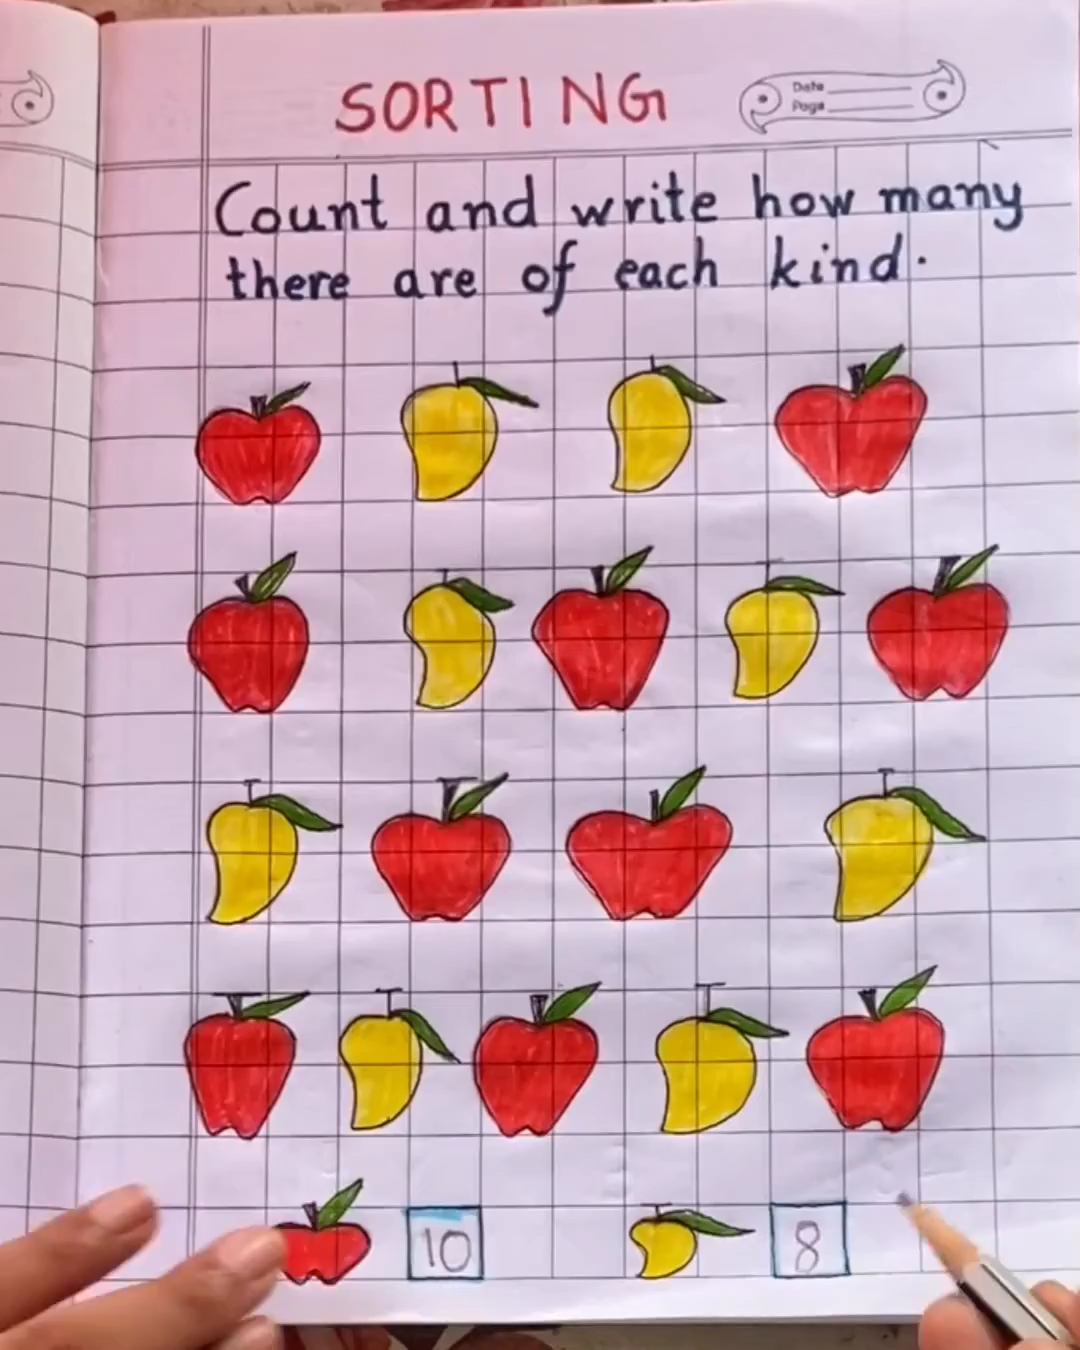 SORTING
Date
Page
Count and write how many
there are of each kind.
10
8